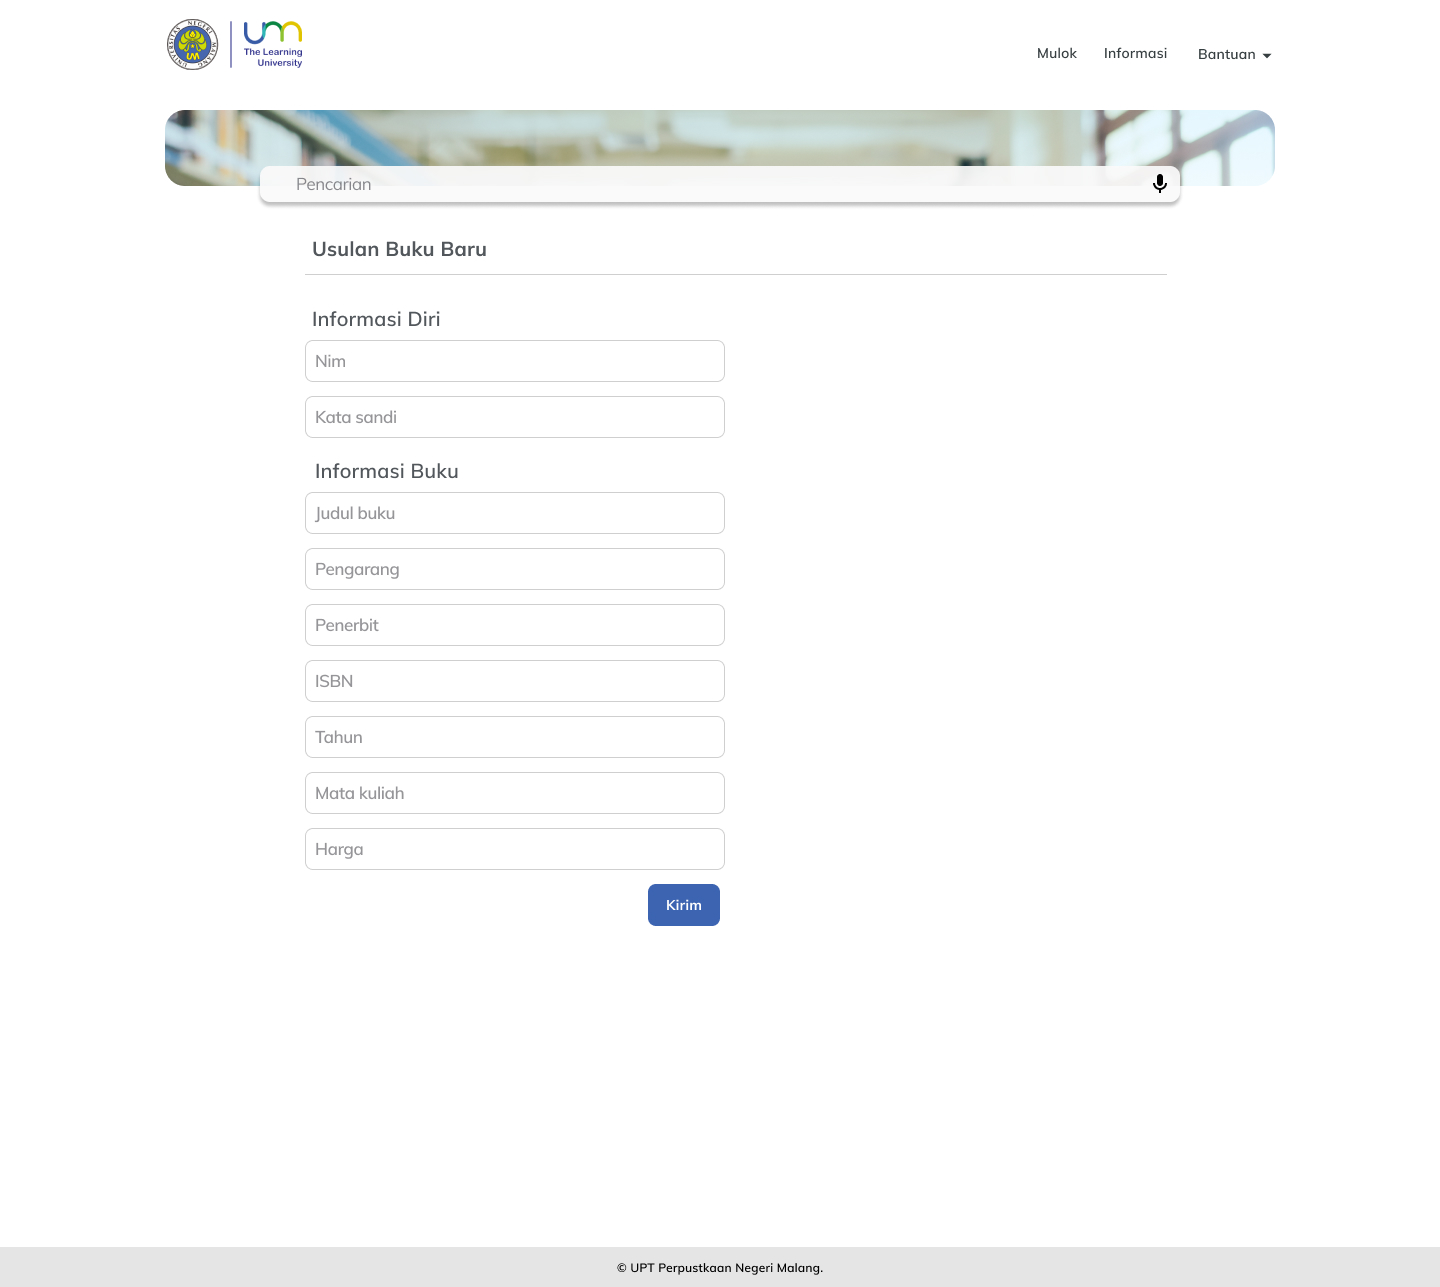 UNIVERSITAS NEGERI MALANG
UM
um
The Learning
University
Mulok
Informasi
Bantuan
Pencarian
Usulan Buku Baru
Informasi Diri
Nim
Kata sandi
Informasi Buku
Judul buku
Pengarang
Penerbit
ISBN
Tahun
Mata kuliah
Harga
Kirim
© UPT Perpustkaan Negeri Malang.